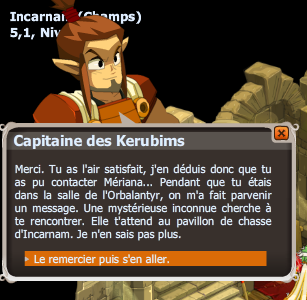 Incarnam (Champs)
5,1, Niv
Capitaine des Kerubims
Merci. Tu as l'air satisfait, j'en déduis donc que tu
as pu contacter Mériana... Pendant que tu étais
dans la salle de l'Orbalantyr, on m'a fait parvenir
un message. Une mystérieuse inconnue cherche à
te rencontrer. Elle t'attend au pavillon de chasse
d'Incarnam. Je n'en sais pas plus.
Le remercier puis s'en aller.